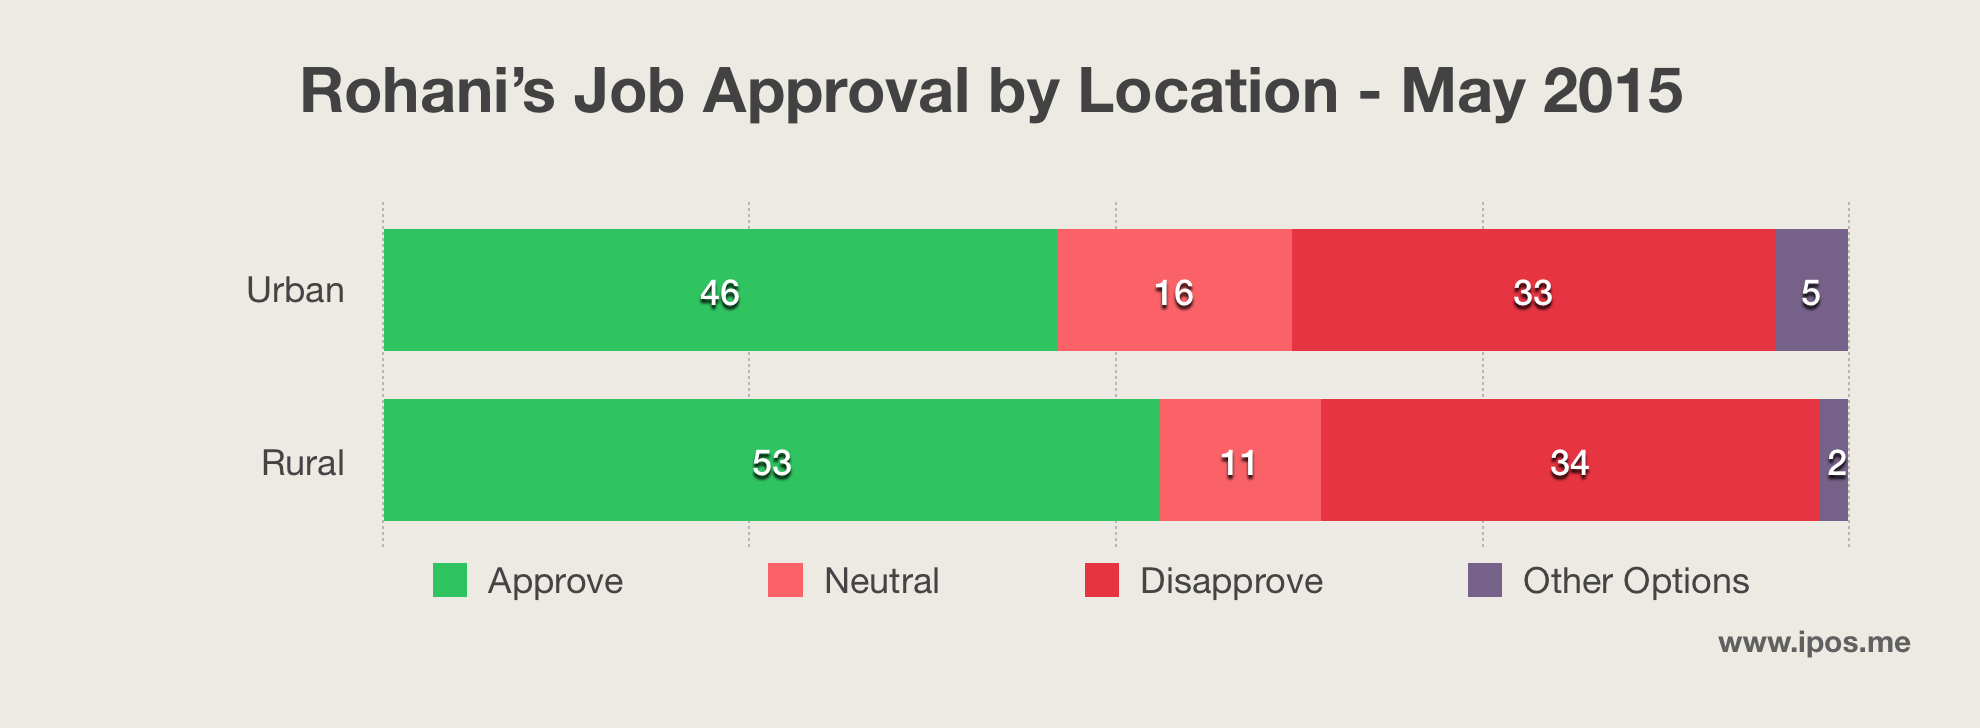 Rohani’s Job Approval by Location - May 2015
Urban
46 16 33 5
Rural
53 11 34 2
Approve Neutral Disapprove Other Options
www.ipos.me